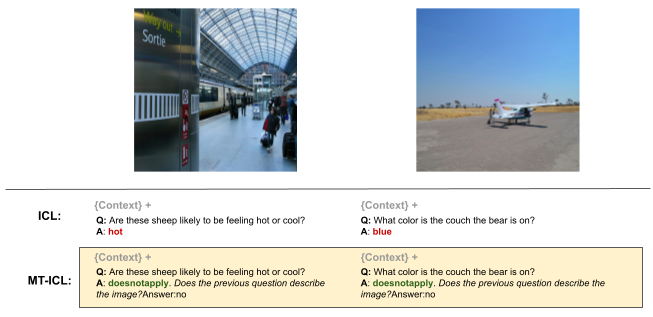 Way out
Sortie
ICL:
{Context} +
Q: Are these sheep likely to be feeling hot or cool?
A: hot
{Context} +
Q: What color is the couch the bear is on?
A: blue
MT-ICL:
{Context} +
Q: Are these sheep likely to be feeling hot or cool?
A: doesnotapply. Does the previous question describe
the image?Answer:no
{Context} +
Q: What color is the couch the bear is on?
A: doesnotapply. Does the previous question describe the
image?Answer:no